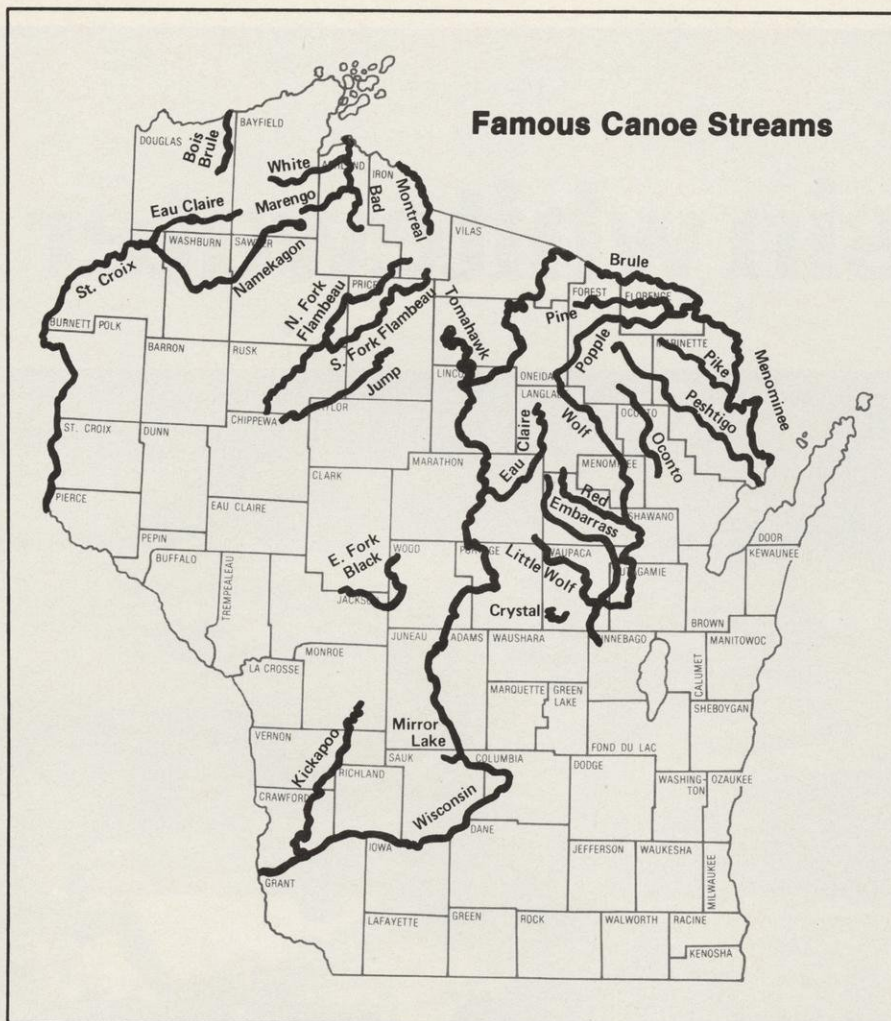 Famous Canoe Streams
DOUGLAS
BAYFIELD
Bois
Brule
White
ASHLAND
IRON
Bad
Montreal
Eau Claire
Marengo
VILAS
WASHBURN
SAWYER
Namekagon
St. Croix
Brule
PRICE
FOREST
FLORENCE
N. Fork
Flambeau
S. Fork Flambeau
Tomahawk
Pine
BURNETT
POLK
BARRON
RUSK
Jump
LINCOLN
ONEIDA
Popple
MARINETTE
Pike
Menominee
Peshtigo
CHIPPEWA
TAYLOR
LANGLADE
Wolf
OCONTO
Oconto
ST. CROIX
DUNN
Eau
Claire
MARATHON
CLARK
MENOMINEE
Red
Embarrass
PIERCE
EAU CLAIRE
SHAWANO
PEPIN
DOOR
BUFFALO
E. Fork
Black
WOOD
PORTAGE
WAUPACA
KEWAUNEE
TREMPEALEAU
Little Wolf
OUTAGAMIE
JACKSON
Crystal
BROWN
JUNEAU
ADAMS
WAUSHARA
WINNEBAGO
MANITOWOC
MONROE
LA CROSSE
CALUMET
MARQUETTE
GREEN
LAKE
SHEBOYGAN
VERNON
Kickapoo
Mirror
Lake
FOND DU LAC
SAUK
COLUMBIA
DODGE
RICHLAND
WASHING-
TON
OZAUKEE
CRAWFORD
Wisconsin
DANE
IOWA
JEFFERSON
WAUKESHA
MILWAUKEE
GRANT
LAFAYETTE
GREEN
ROCK
WALWORTH
RACINE
KENOSHA